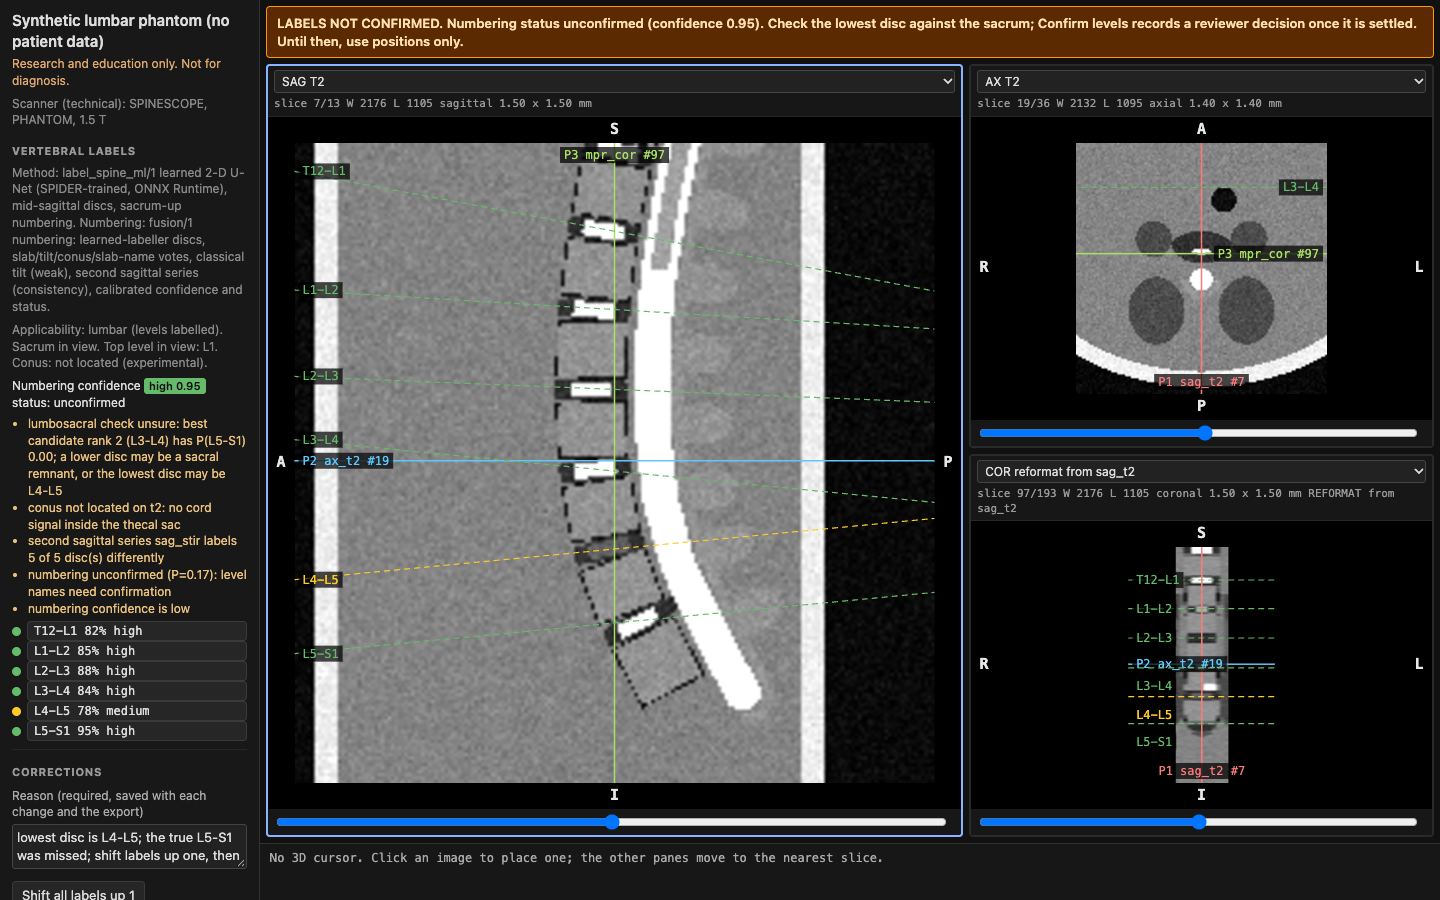 Synthetic lumbar phantom (no
patient data)
Research and education only. Not for
diagnosis.
Scanner (technical): SPINESCOPE,
PHANTOM, 1.5 T
VERTEBRAL LABELS
Method: label_spine_ml/1 learned 2-D U-
Net (SPIDER-trained, ONNX Runtime),
mid-sagittal discs, sacrum-up
numbering. Numbering: fusion/1
numbering: learned-labeller discs,
slab/tilt/conus/slab-name votes, classical
tilt (weak), second sagittal series
(consistency), calibrated confidence and
status.
Applicability: lumbar (levels labelled).
Sacrum in view. Top level in view: L1.
Conus: not located (experimental).
Numbering confidence high 0.95
status: unconfirmed
• lumbosacral check unsure: best
candidate rank 2 (L3-L4) has P(L5-S1)
0.00; a lower disc may be a sacral
remnant, or the lowest disc may be
L4-L5
• conus not located on t2: no cord
signal inside the thecal sac
• second sagittal series sag_stir labels
5 of 5 disc(s) differently
• numbering unconfirmed (P=0.17): level
names need confirmation
• numbering confidence is low
T12-L1 82% high
L1-L2 85% high
L2-L3 88% high
L3-L4 84% high
L4-L5 78% medium
L5-S1 95% high
CORRECTIONS
Reason (required, saved with each
change and the export)
lowest disc is L4-L5; the true L5-S1
was missed; shift labels up one, then
Shift all labels up 1
LABELS NOT CONFIRMED. Numbering status unconfirmed (confidence 0.95). Check the lowest disc against the sacrum; Confirm levels records a reviewer decision once it is settled.
Until then, use positions only.
SAG T2
slice 7/13 W 2176 L 1105 sagittal 1.50 x 1.50 mm
S
P3 mpr_cor #97
T12-L1
L1-L2
L2-L3
L3-L4
A
P2 ax_t2 #19
P
L4-L5
L5-S1
I
AX T2
slice 19/36 W 2132 L 1095 axial 1.40 x 1.40 mm
A
L3-L4
P3 mpr_cor #97
R
L
P1 sag_t2 #7
P
COR reformat from sag_t2
slice 97/193 W 2176 L 1105 coronal 1.50 x 1.50 mm REFORMAT from
sag_t2
S
T12-L1
L1-L2
L2-L3
R
P2 ax_t2 #19
L
L3-L4
L4-L5
L5-S1
P1 sag_t2 #7
I
No 3D cursor. Click an image to place one; the other panes move to the nearest slice.